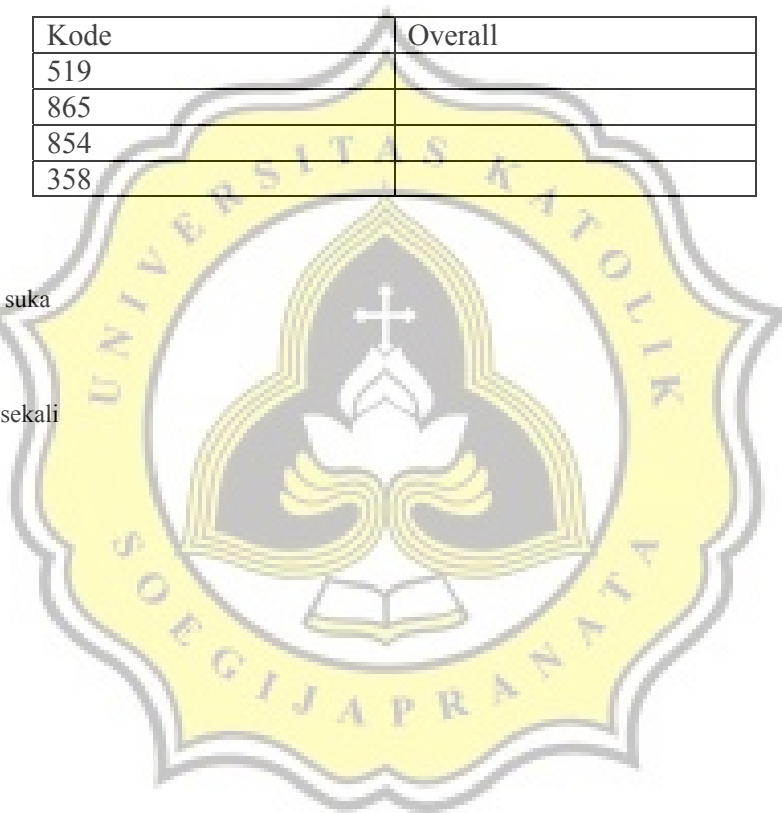 Kode Overall
519
865
854
358
suka
sekali
UNIVERSITAS KATOLIK
SOEGIJAPRANATA